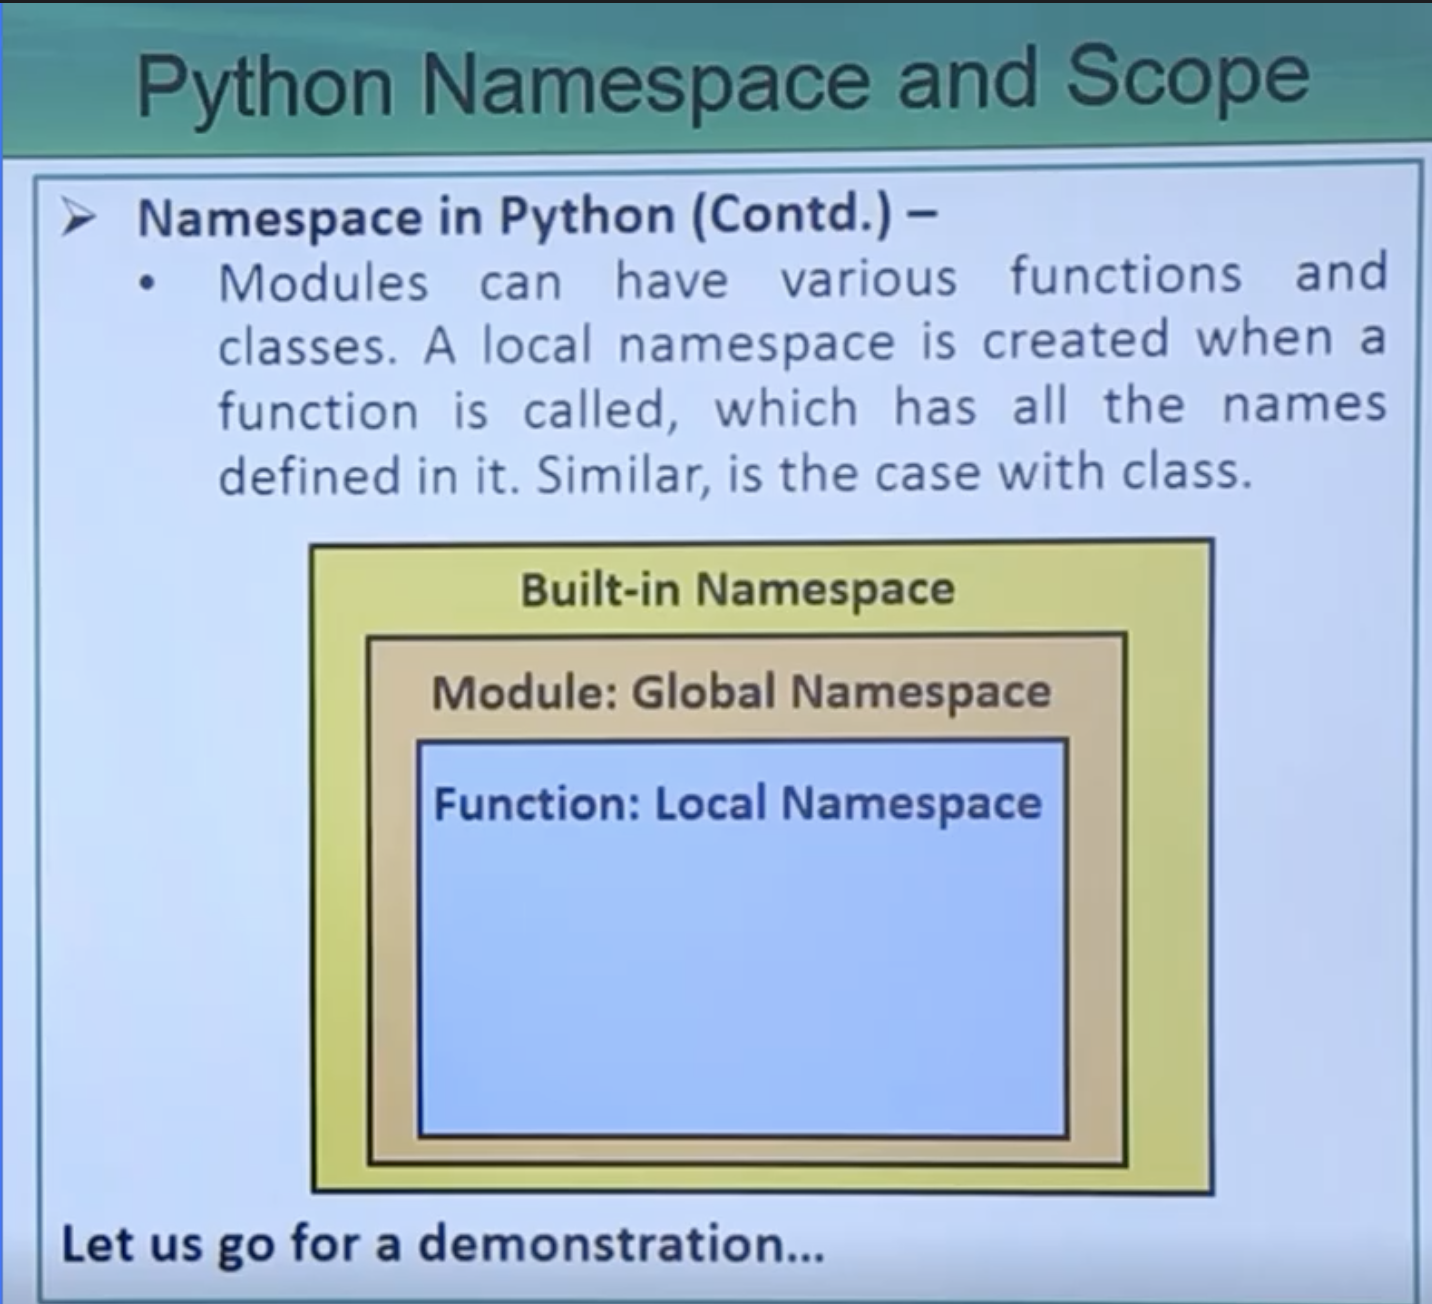 Python Namespace and Scope
➢ Namespace in Python (Contd.) –
• Modules can have various functions and
classes. A local namespace is created when a
function is called, which has all the names
defined in it. Similar, is the case with class.
Built-in Namespace
Module: Global Namespace
Function: Local Namespace
Let us go for a demonstration...